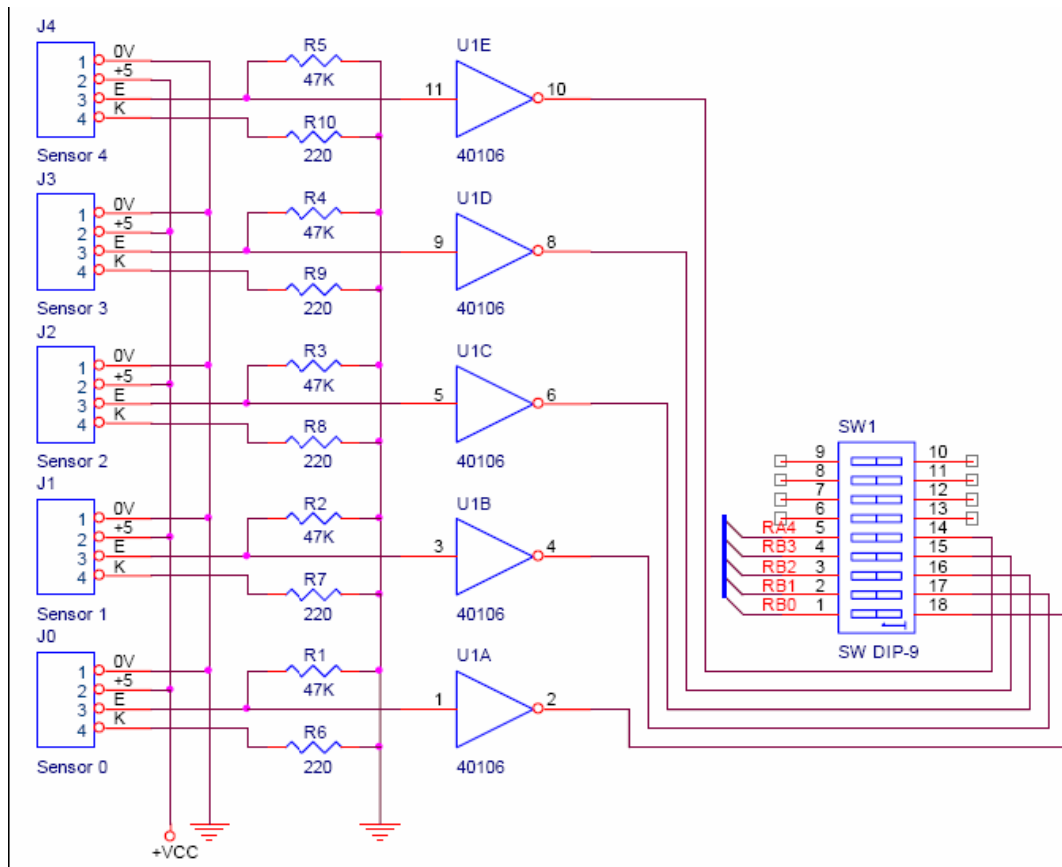 J4
1 0V
2 +5
3 E
4 K
Sensor 4
R5
47K
R10
220
U1E
11 10
40106
J3
1 0V
2 +5
3 E
4 K
Sensor 3
R4
47K
R9
220
U1D
9 8
40106
J2
1 0V
2 +5
3 E
4 K
Sensor 2
R3
47K
R8
220
U1C
5 6
40106
J1
1 0V
2 +5
3 E
4 K
Sensor 1
R2
47K
R7
220
U1B
3 4
40106
J0
1 0V
2 +5
3 E
4 K
Sensor 0
R1
47K
R6
220
U1A
1 2
40106
+VCC
SW1
9 10
8 11
7 12
6 13
RA4 5 14
RB3 4 15
RB2 3 16
RB1 2 17
RB0 1 18
SW DIP-9